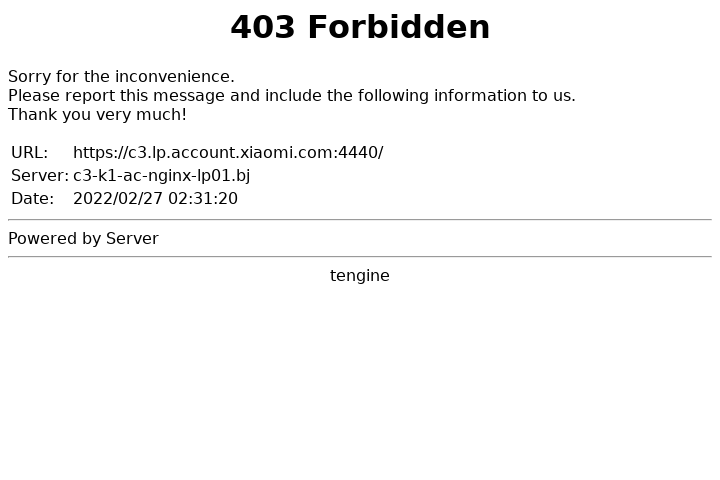 403 Forbidden
Sorry for the inconvenience.
Please report this message and include the following information to us.
Thank you very much!
URL: https://c3.lp.account.xiaomi.com:4440/
Server: c3-k1-ac-nginx-lp01.bj
Date: 2022/02/27 02:31:20
Powered by Server
tengine